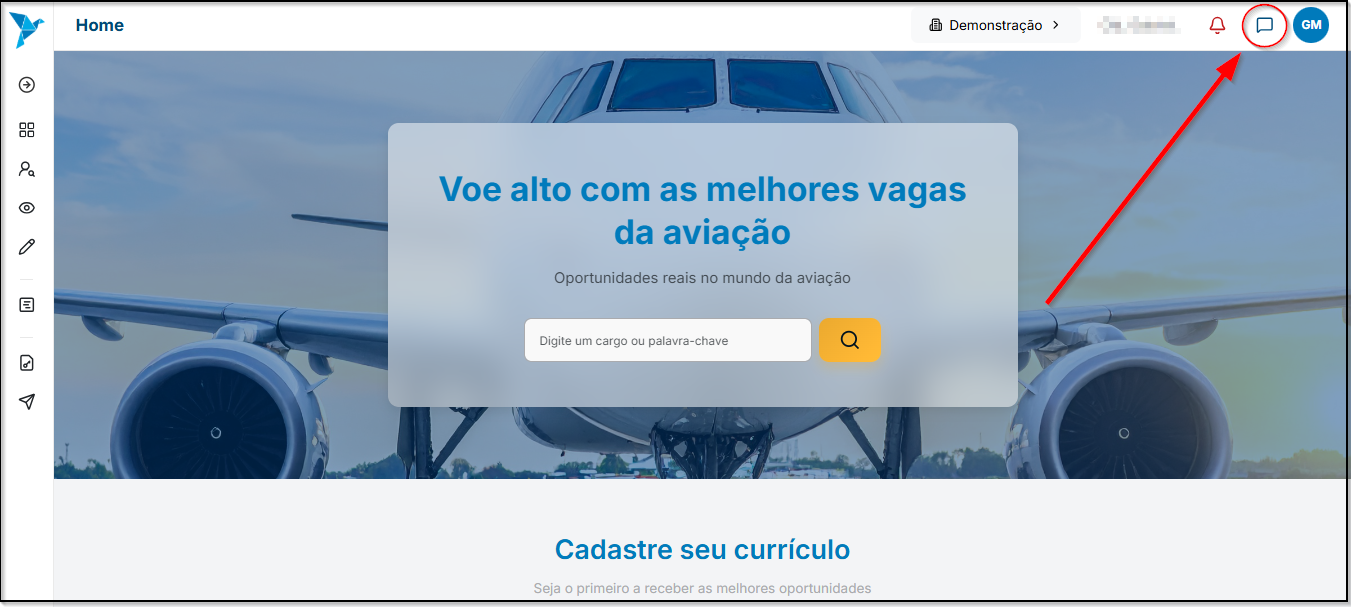 Home
Demonstração
GM
Voe alto com as melhores vagas
da aviação
Oportunidades reais no mundo da aviação
Digite um cargo ou palavra-chave
Cadastre seu currículo
Seja o primeiro a receber as melhores oportunidades